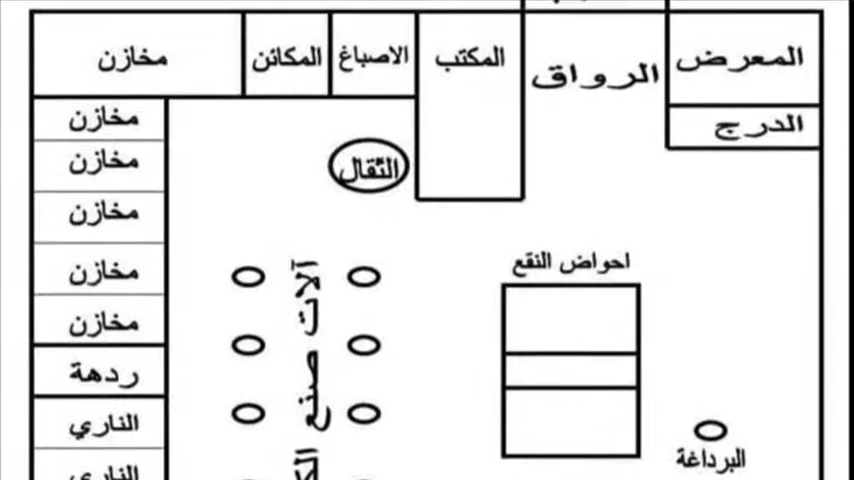 المعرض
الرواق
المكتب
الاصباغ
المكائن
مخازن
الدرج
مخازن
مخازن
الثقال
مخازن
احواض النقع
مخازن
مخازن
آلات صنع
ردهة
الناري
البرداغة
الناري